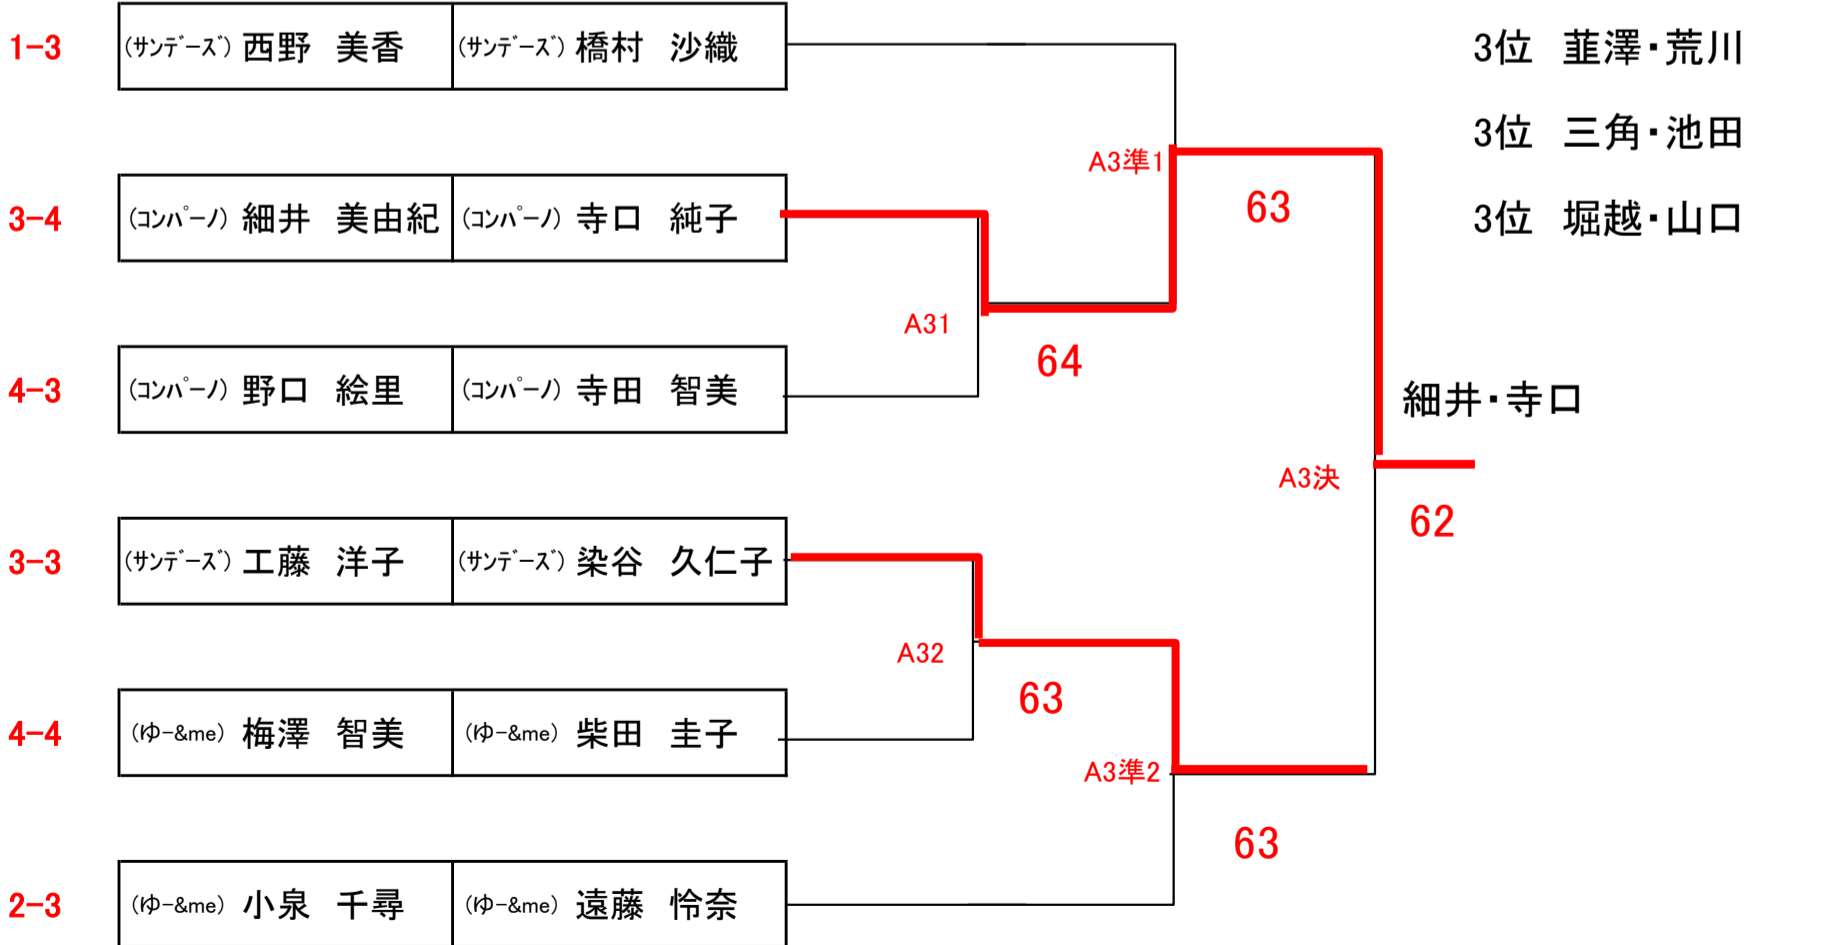 1-3 (サンデーズ) 西野 美香 (サンデーズ) 橋村 沙織
3位 韮澤・荒川
3位 三角・池田
A3準1
63
3-4 (コンパーノ) 細井 美由紀 (コンパーノ) 寺口 純子
3位 堀越・山口
A31
64
4-3 (コンパーノ) 野口 絵里 (コンパーノ) 寺田 智美
細井・寺口
A3決
62
3-3 (サンデーズ) 工藤 洋子 (サンデーズ) 染谷 久仁子
A32
63
4-4 (ゆー&me) 梅澤 智美 (ゆー&me) 柴田 圭子
A3準2
63
2-3 (ゆー&me) 小泉 千尋 (ゆー&me) 遠藤 怜奈